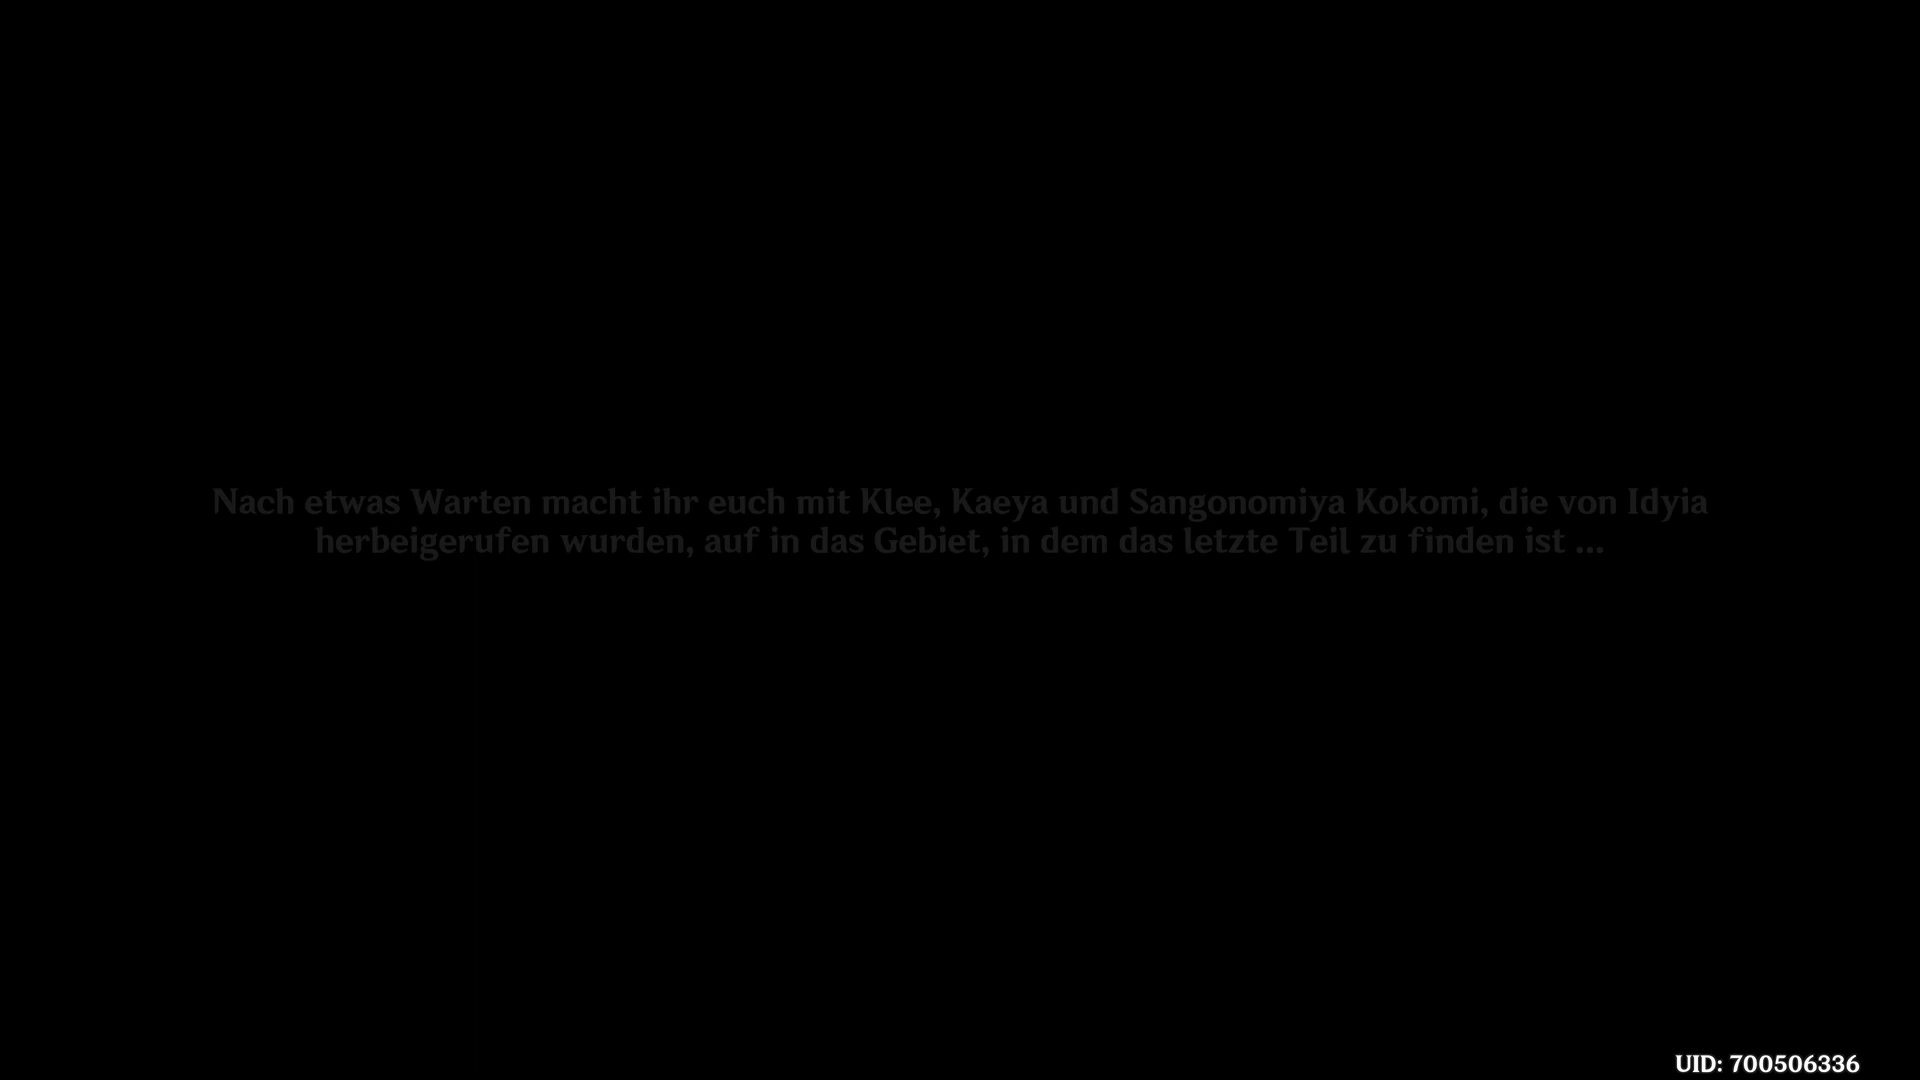 Nach etwas Warten macht ihr euch mit Klee, Kaeya und Sangonomiya Kokomi, die von Idyia
herbeigerufen wurden, auf in das Gebiet, in dem das letzte Teil zu finden ist ...
UID: 700506336